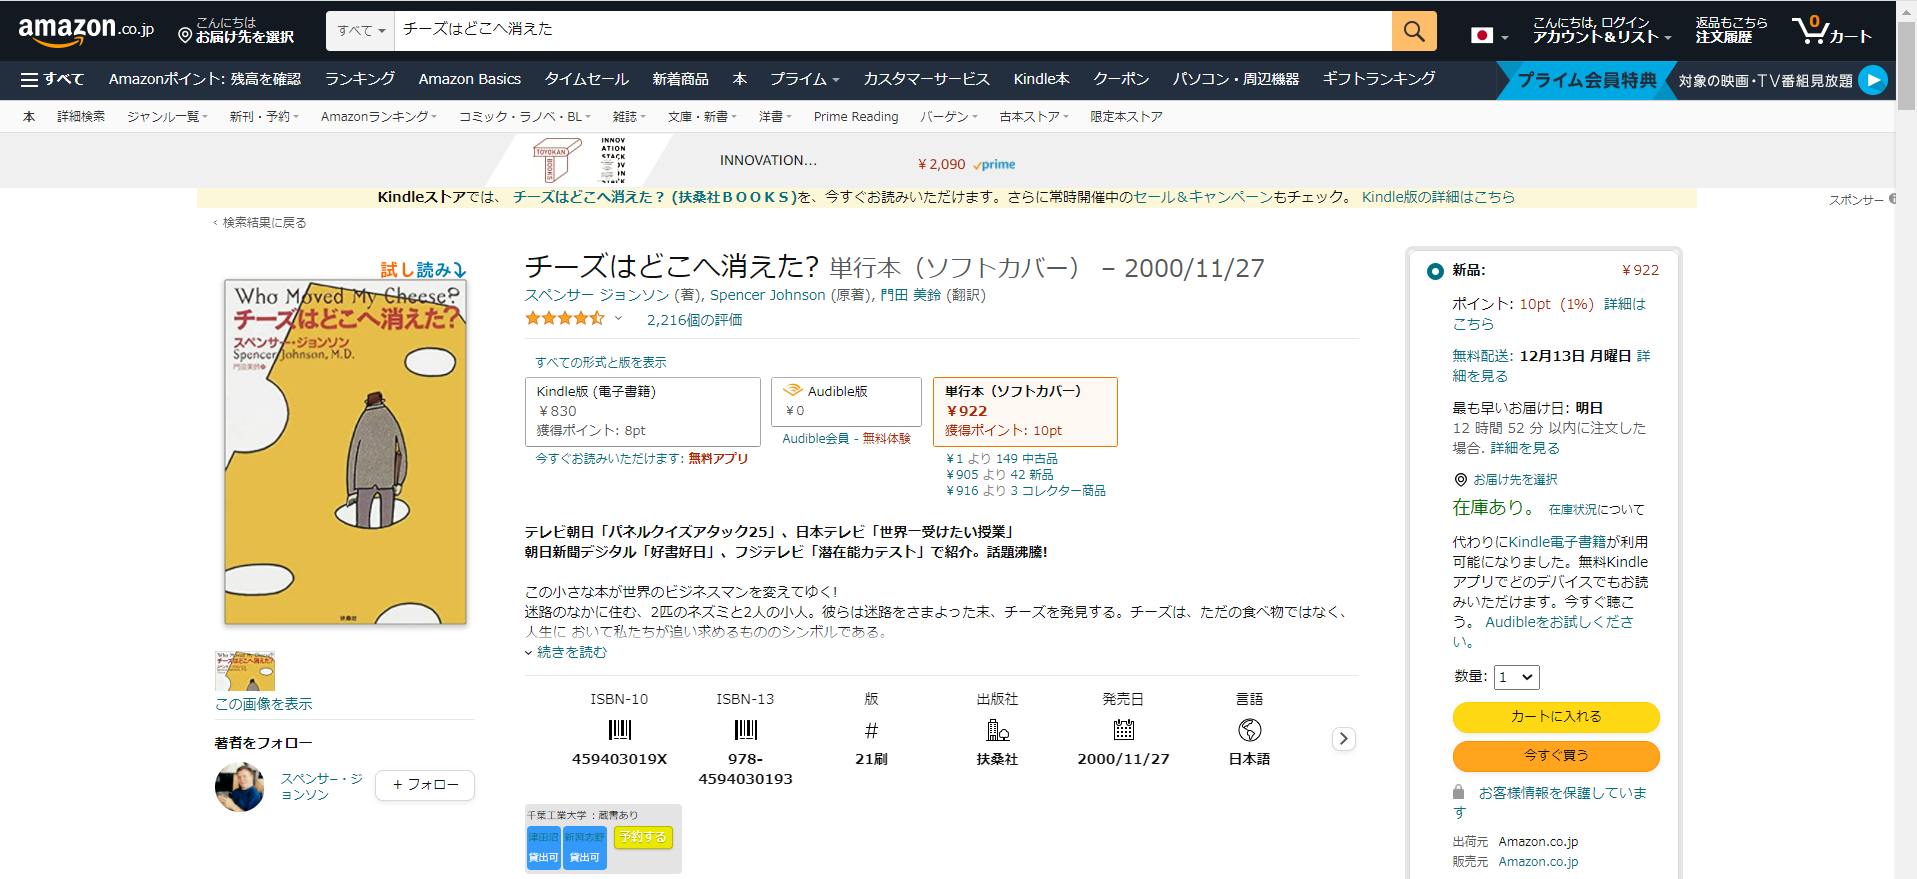 amazon.co.jp
こんにちは
お届け先を選択
すべて
チーズはどこへ消えた
こんにちは, ログイン
アカウント&リスト
返品もこちら
注文履歴
0
カート
すべて
Amazonポイント: 残高を確認
ランキング
Amazon Basics
タイムセール
新着商品
本
プライム
カスタマーサービス
Kindle本
クーポン
パソコン・周辺機器
ギフトランキング
プライム会員特典
対象の映画・TV番組見放題
本
詳細検索
ジャンル一覧
新刊・予約
Amazonランキング
コミック・ラノベ・BL
雑誌
文庫・新書
洋書
Prime Reading
バーゲン
古本ストア
限定本ストア
TOYOKAN
BOOKS
INNOV
ATION
STACK
INNOVATION...
￥2,090 prime
Kindleストアでは、 チーズはどこへ消えた？ (扶桑社ＢＯＯＫＳ)を、今すぐお読みいただけます。さらに常時開催中のセール＆キャンペーンもチェック。 Kindle版の詳細はこちら
スポンサー
‹ 検索結果に戻る
試し読み
Who Moved My Cheese?
チーズはどこへ消えた?
スペンサー・ジョンソン
Spencer Johnson, M.D.
門田美鈴
扶桑社
この画像を表示
著者をフォロー
スペンサー・ジ
ョンソン
+ フォロー
チーズはどこへ消えた? 単行本（ソフトカバー） – 2000/11/27
スペンサー ジョンソン (著), Spencer Johnson (原著), 門田 美鈴 (翻訳)
2,216個の評価
すべての形式と版を表示
Kindle版 (電子書籍)
￥830
獲得ポイント: 8pt
今すぐお読みいただけます: 無料アプリ
Audible版
￥0
Audible会員 - 無料体験
単行本（ソフトカバー）
￥922
獲得ポイント: 10pt
￥1 より 149 中古品
￥905 より 42 新品
￥916 より 3 コレクター商品
テレビ朝日「パネルクイズアタック25」、日本テレビ「世界一受けたい授業」
朝日新聞デジタル「好書好日」、フジテレビ「潜在能力テスト」で紹介。話題沸騰!
この小さな本が世界のビジネスマンを変えてゆく!
迷路のなかに住む、2匹のネズミと2人の小人。彼らは迷路をさまよった末、チーズを発見する。チーズは、ただの食べ物ではなく、
人生に おいて私たちが追い求めるもののシンボルである。
続きを読む
ISBN-10
459403019X
ISBN-13
978-
4594030193
版
#
21刷
出版社
扶桑社
発売日
2000/11/27
言語
日本語
千葉工業大学 : 蔵書あり
津田沼
貸出可
新習志野
貸出可
予約する
新品:
￥922
ポイント: 10pt (1%) 詳細は
こちら
無料配送: 12月13日 月曜日 詳
細を見る
最も早いお届け日: 明日
12 時間 52 分 以内に注文した
場合. 詳細を見る
お届け先を選択
在庫あり。 在庫状況について
代わりにKindle電子書籍が利用
可能になりました。無料Kindle
アプリでどのデバイスでもお読
みいただけます。今すぐ聴こ
う。 Audibleをお試しくださ
い。
数量: 1
カートに入れる
今すぐ買う
お客様情報を保護していま
す
出荷元 Amazon.co.jp
販売元 Amazon.co.jp